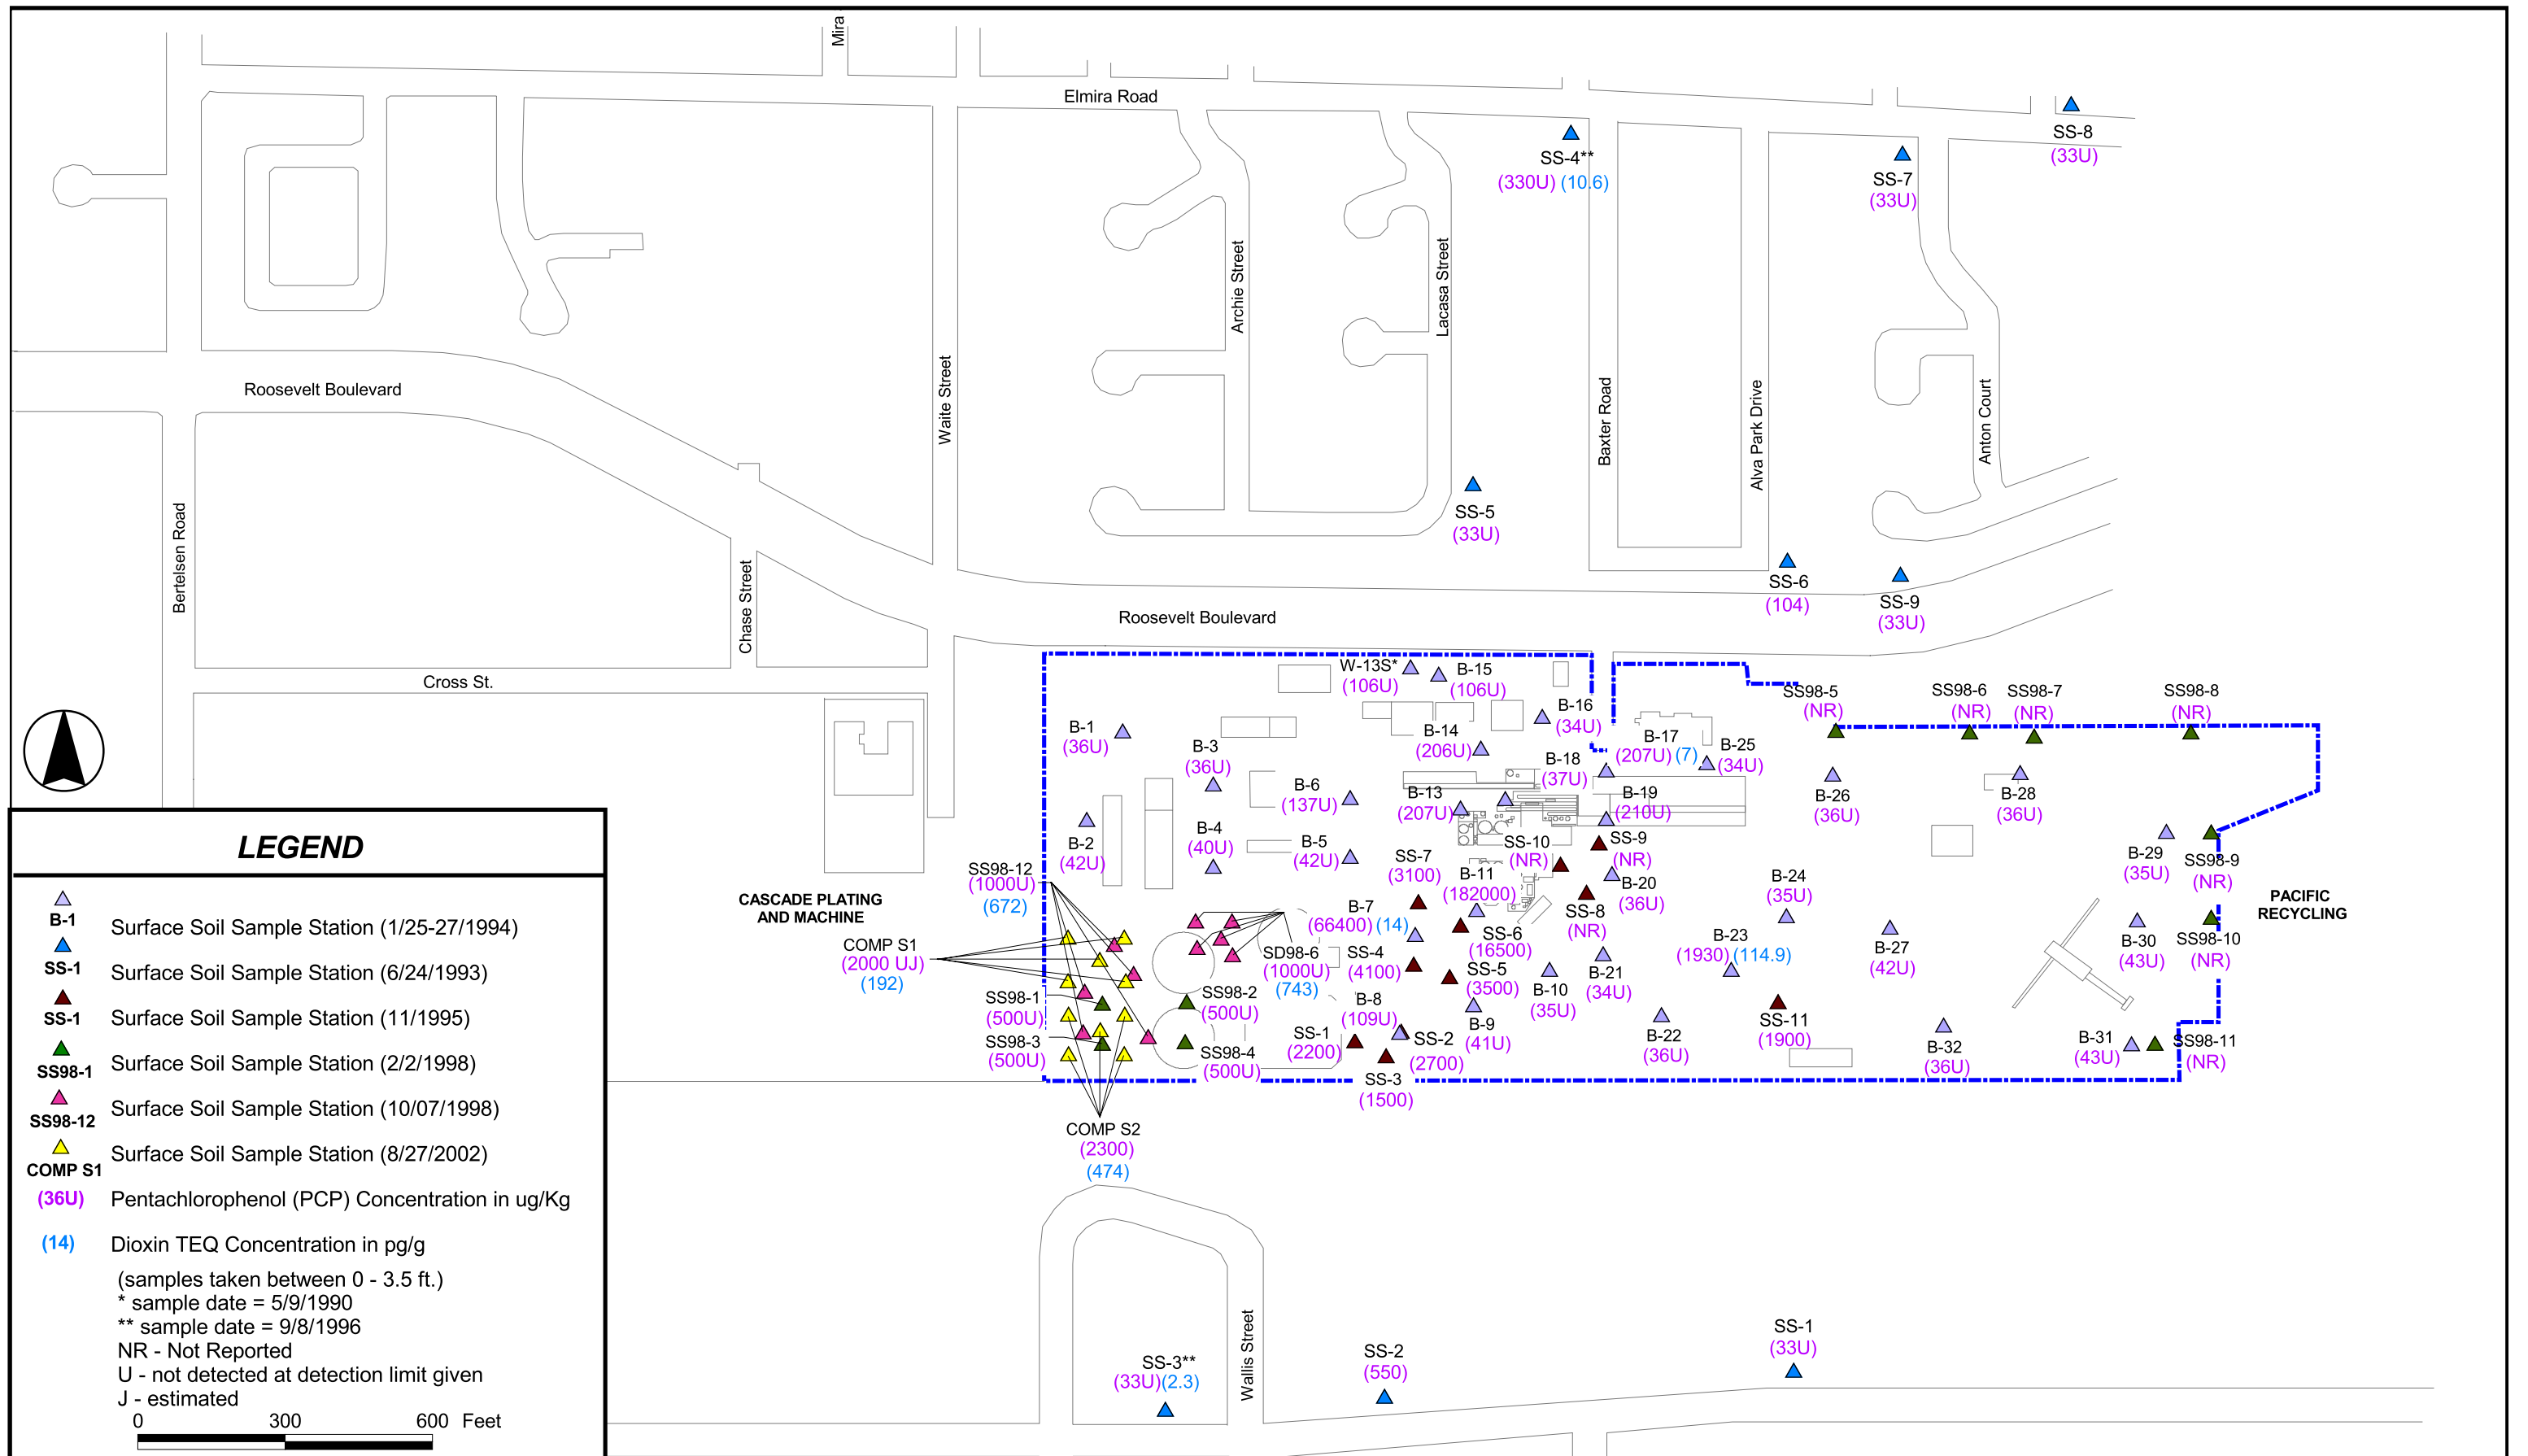 Mira
Elmira Road
SS-8
(33U)
SS-4**
(330U) (10.6)
SS-7
(33U)
Archie Street
Lacasa Street
Waite Street
Baxter Road
Alva Park Drive
Anton Court
Roosevelt Boulevard
Bertelsen Road
Chase Street
SS-5
(33U)
SS-6
(104)
SS-9
(33U)
Roosevelt Boulevard
Cross St.
W-13S*
(106U)
B-15
(106U)
B-16
(34U)
B-14
(206U)
B-1
(36U)
B-3
(36U)
B-18
(37U)
B-17
(207U) (7)
B-25
(34U)
SS98-5
(NR)
SS98-6
(NR)
SS98-7
(NR)
SS98-8
(NR)
B-6
(137U)
B-13
(207U)
B-19
(210U)
B-26
(36U)
B-28
(36U)
B-2
(42U)
B-4
(40U)
B-5
(42U)
SS-7
(3100)
SS-10
(NR)
SS-9
(NR)
B-29
(35U)
SS98-9
(NR)
B-11
(182000)
B-20
(36U)
B-24
(35U)
SS98-12
(1000U)
(672)
CASCADE PLATING
AND MACHINE
PACIFIC
RECYCLING
B-7
(66400) (14)
SS-8
(NR)
SS-6
(16500)
B-23
(1930) (114.9)
B-27
(42U)
B-30
(43U)
SS98-10
(NR)
COMP S1
(2000 UJ)
(192)
SD98-6
(1000U)
(743)
SS-4
(4100)
SS-5
(3500)
B-10
(35U)
B-21
(34U)
SS98-1
(500U)
SS98-2
(500U)
B-8
(109U)
B-9
(41U)
SS-11
(1900)
SS98-3
(500U)
SS98-4
(500U)
SS-1
(2200)
SS-2
(2700)
B-22
(36U)
B-32
(36U)
B-31
(43U)
SS98-11
(NR)
SS-3
(1500)
COMP S2
(2300)
(474)
SS-3**
(33U)(2.3)
Wallis Street
SS-2
(550)
SS-1
(33U)
LEGEND
B-1 Surface Soil Sample Station (1/25-27/1994)
SS-1 Surface Soil Sample Station (6/24/1993)
SS-1 Surface Soil Sample Station (11/1995)
SS98-1 Surface Soil Sample Station (2/2/1998)
SS98-12 Surface Soil Sample Station (10/07/1998)
COMP S1 Surface Soil Sample Station (8/27/2002)
(36U) Pentachlorophenol (PCP) Concentration in ug/Kg
(14) Dioxin TEQ Concentration in pg/g
(samples taken between 0 - 3.5 ft.)
* sample date = 5/9/1990
** sample date = 9/8/1996
NR - Not Reported
U - not detected at detection limit given
J - estimated
0 300 600 Feet